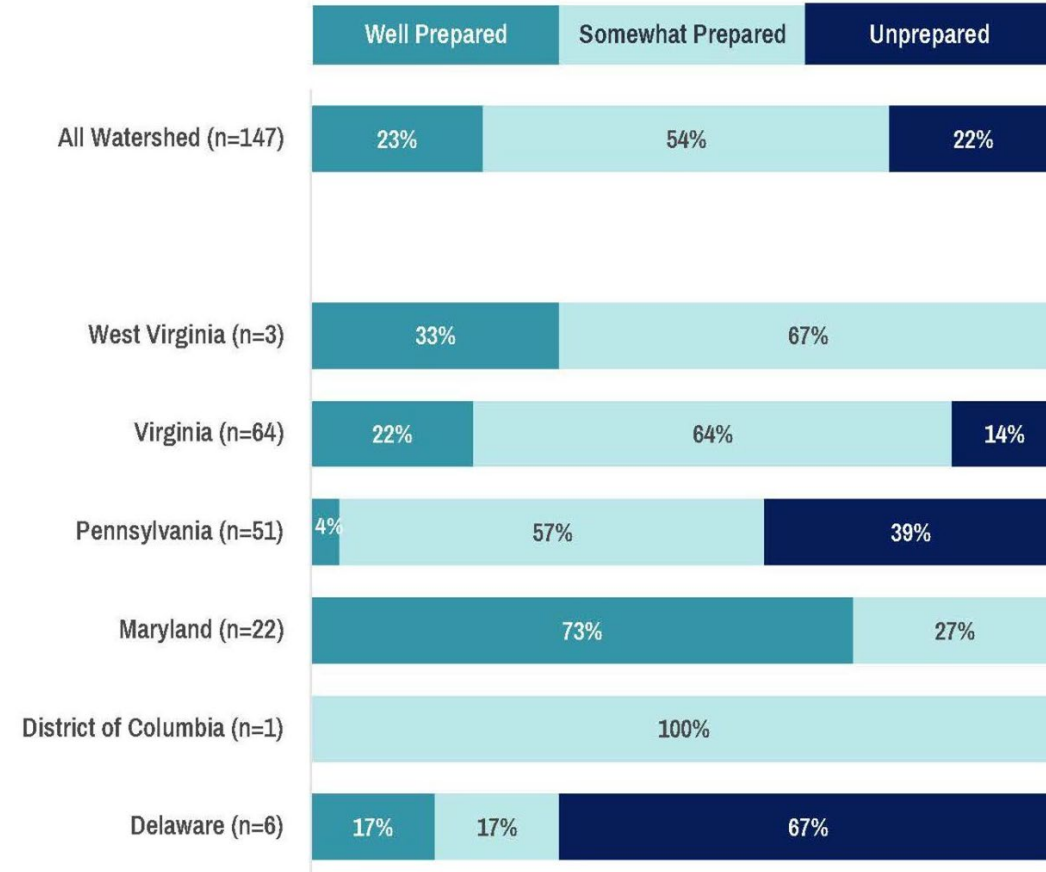 Well Prepared Somewhat Prepared Unprepared
All Watershed (n=147) 23% 54% 22%
West Virginia (n=3) 33% 67%
Virginia (n=64) 22% 64% 14%
Pennsylvania (n=51) 4% 57% 39%
Maryland (n=22) 73% 27%
District of Columbia (n=1) 100%
Delaware (n=6) 17% 17% 67%